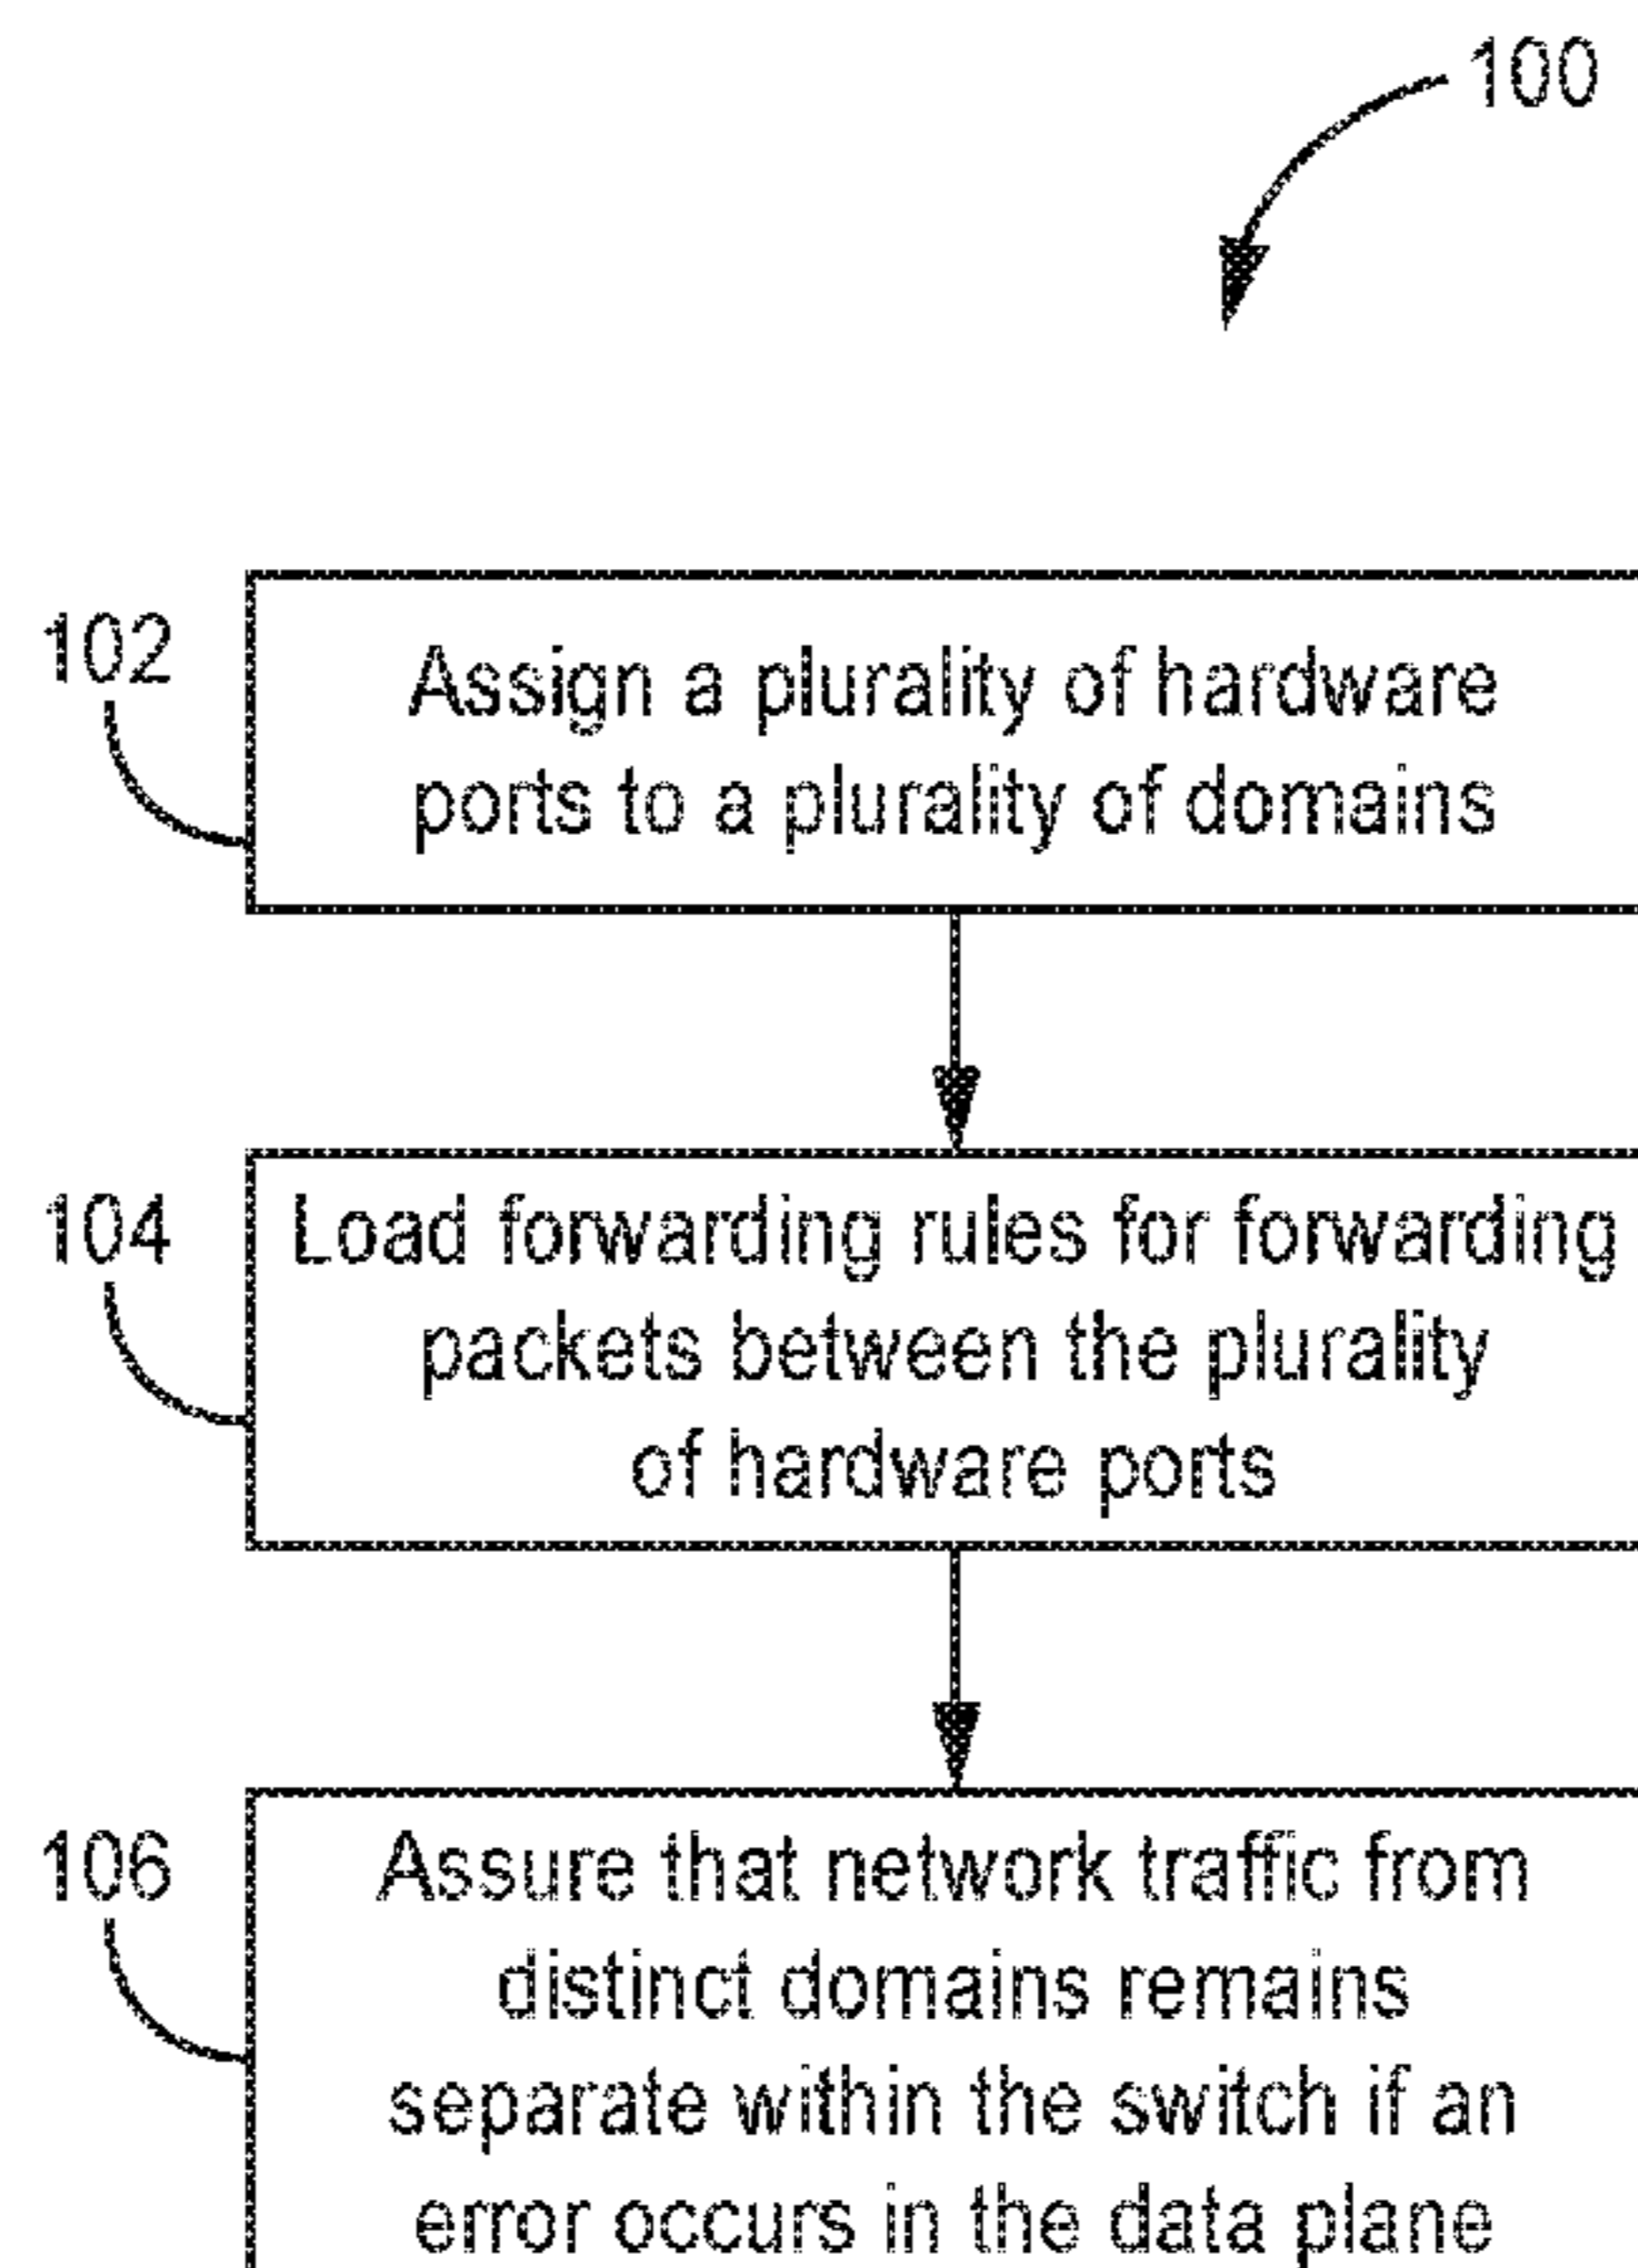 100
102
Assign a plurality of hardware
ports to a plurality of domains
104
Load forwarding rules for forwarding
packets between the plurality
of hardware ports
106
Assure that network traffic from
distinct domains remains
separate within the switch if an
error occurs in the data plane